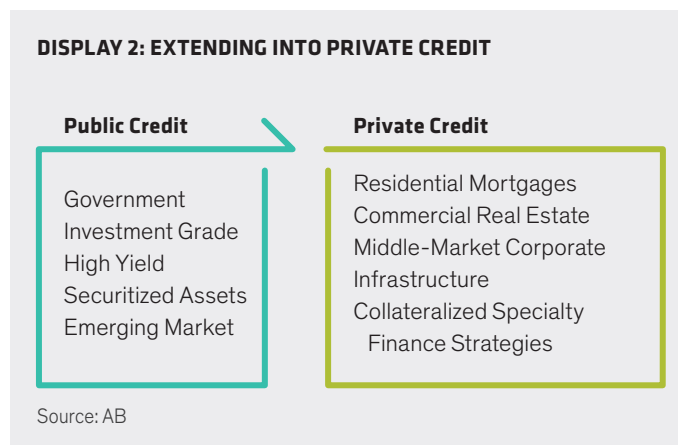 DISPLAY 2: EXTENDING INTO PRIVATE CREDIT
Public Credit
Government
Investment Grade
High Yield
Securitized Assets
Emerging Market
Private Credit
Residential Mortgages
Commercial Real Estate
Middle-Market Corporate
Infrastructure
Collateralized Specialty
Finance Strategies
Source: AB